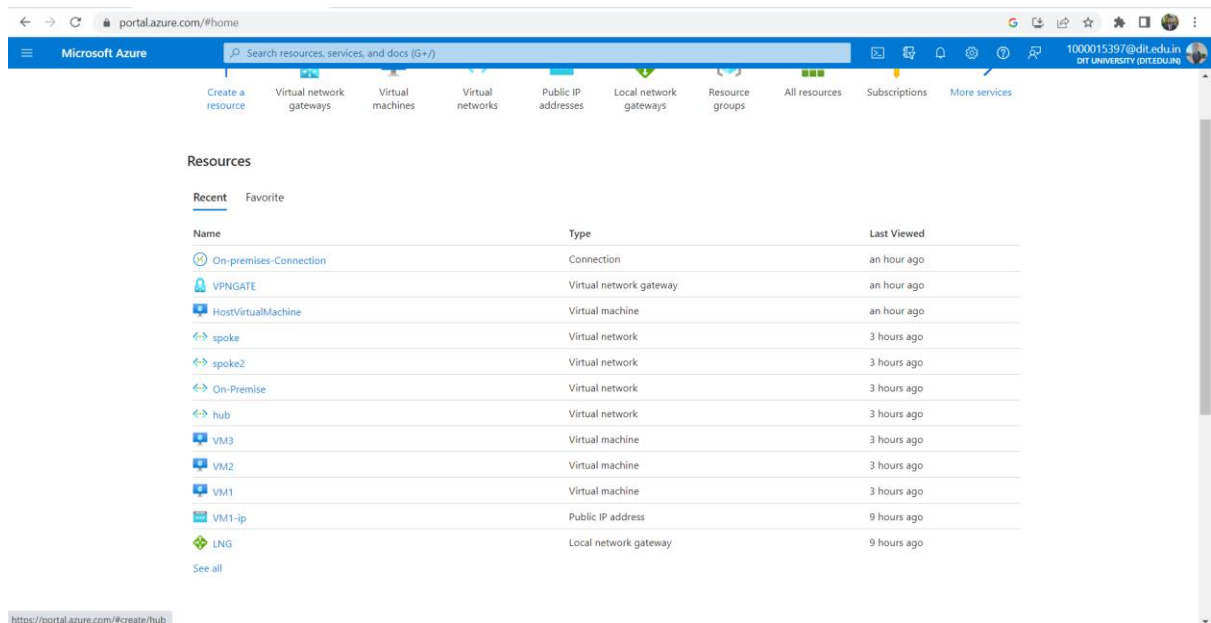 portal.azure.com/#home
Microsoft Azure
Search resources, services, and docs (G+/)
1000015397@dit.edu.in
DIT UNIVERSITY (DIT.EDU.IN)
Create a resource
Virtual network gateways
Virtual machines
Virtual networks
Public IP addresses
Local network gateways
Resource groups
All resources
Subscriptions
More services
Resources
Recent Favorite
Name Type Last Viewed
On-premises-Connection Connection an hour ago
VPNGATE Virtual network gateway an hour ago
HostVirtualMachine Virtual machine an hour ago
spoke Virtual network 3 hours ago
spoke2 Virtual network 3 hours ago
On-Premise Virtual network 3 hours ago
hub Virtual network 3 hours ago
VM3 Virtual machine 3 hours ago
VM2 Virtual machine 3 hours ago
VM1 Virtual machine 3 hours ago
VM1-ip Public IP address 9 hours ago
LNG Local network gateway 9 hours ago
See all
https://portal.azure.com/#create/hub